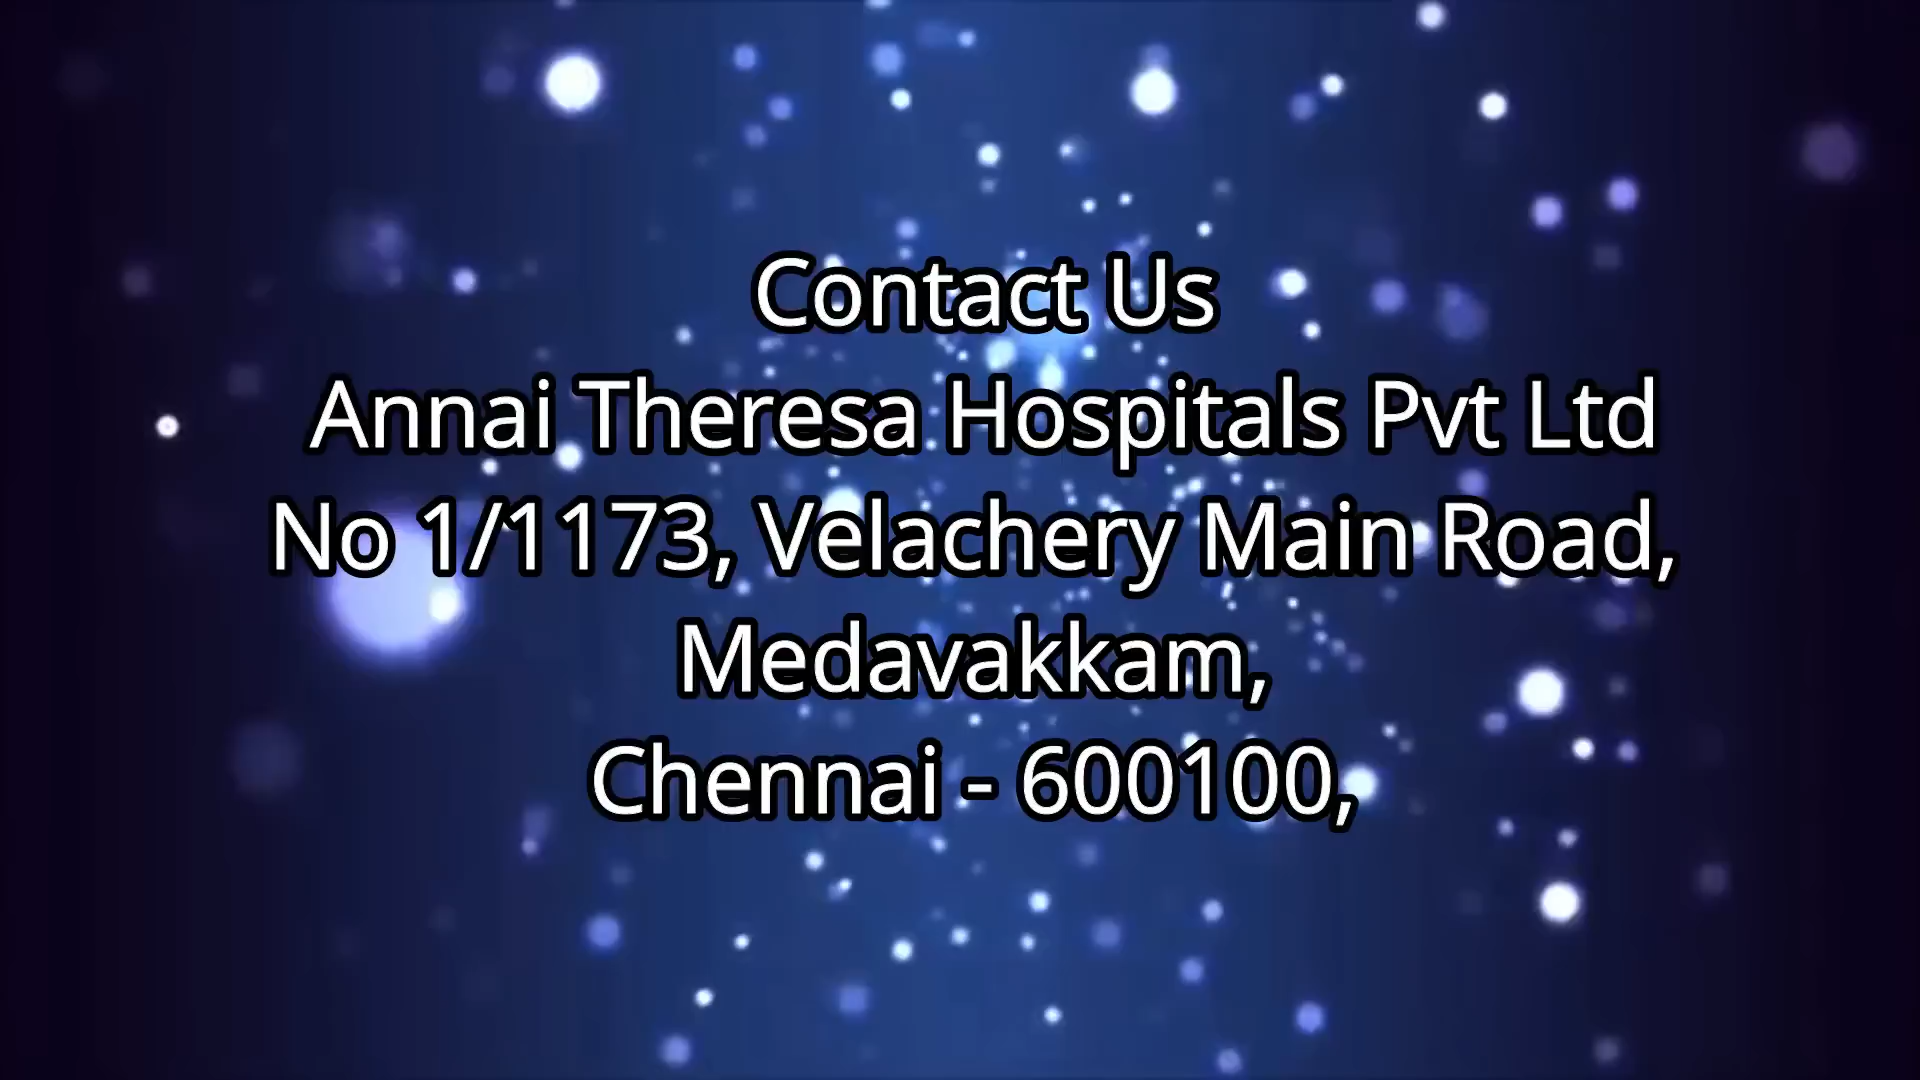 Contact Us
Annai Theresa Hospitals Pvt Ltd
No 1/1173, Velachery Main Road,
Medavakkam,
Chennai - 600100,